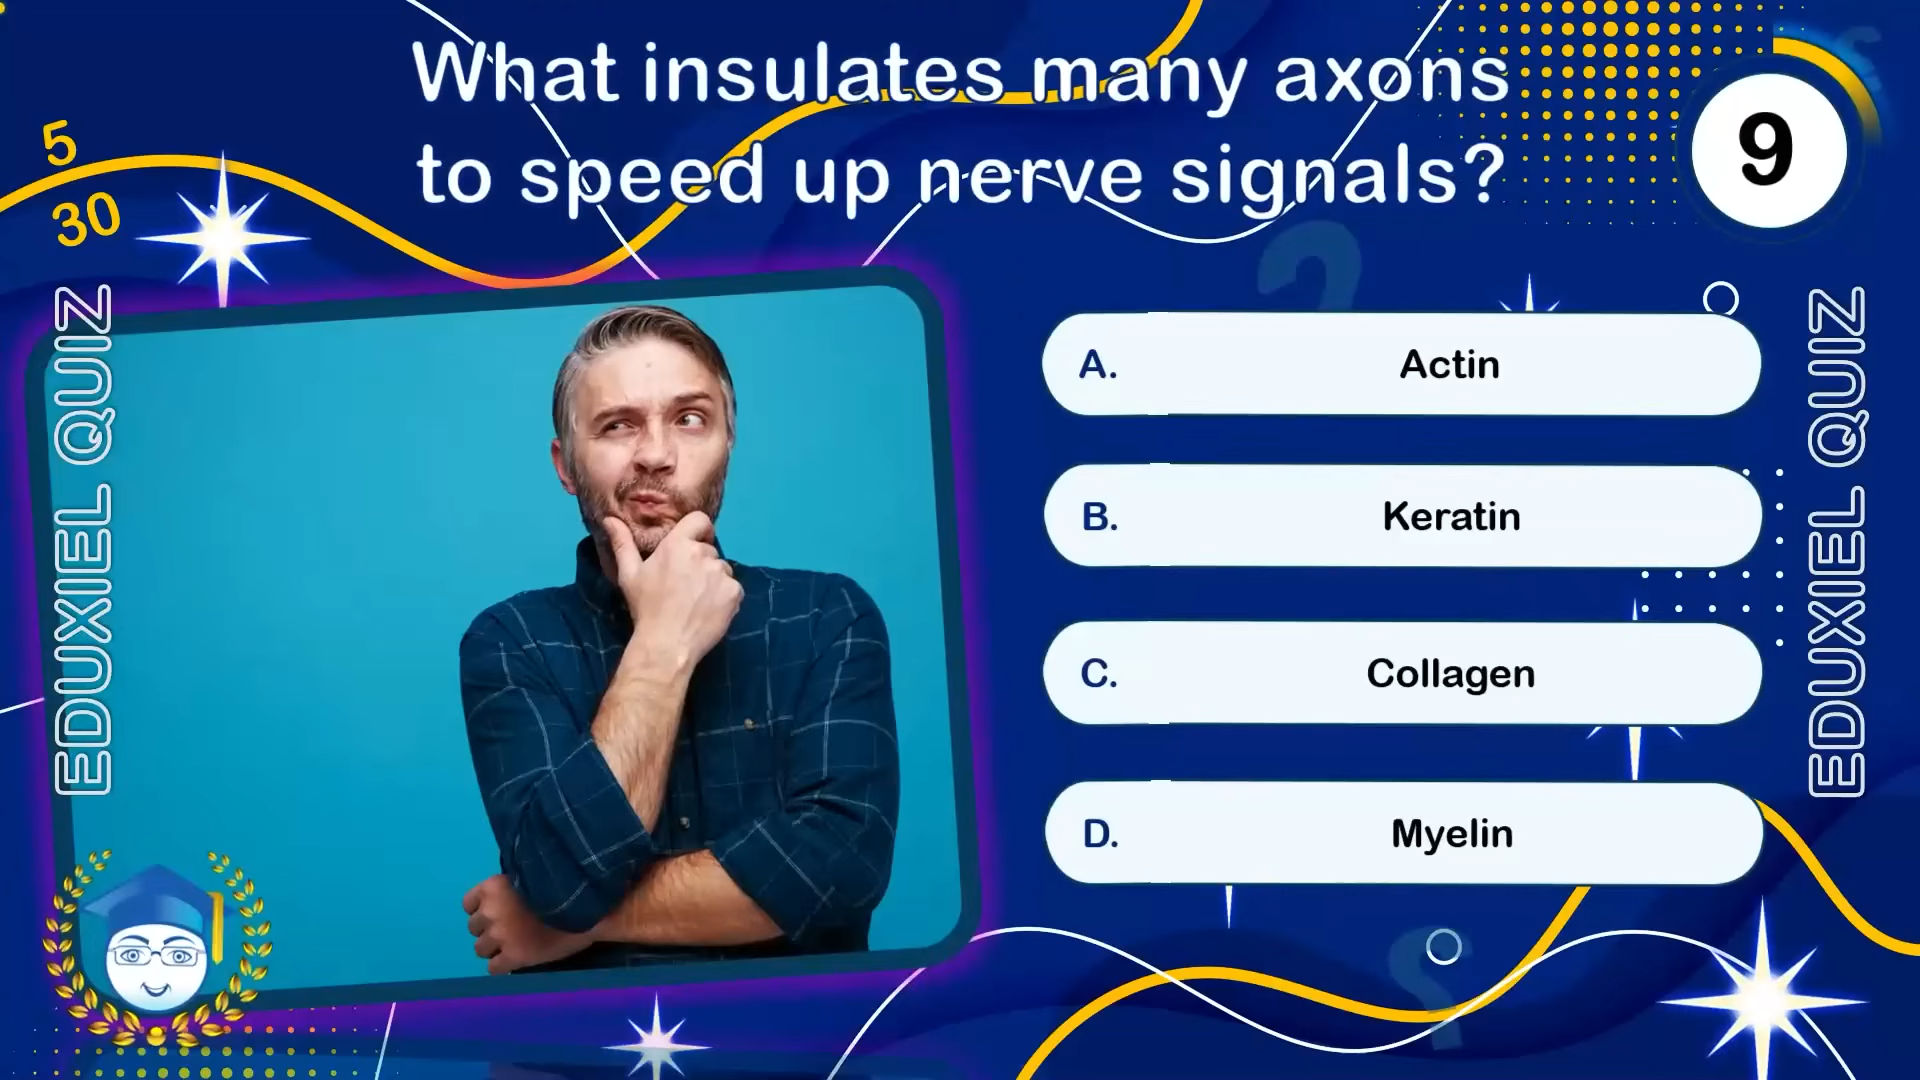 What insulates many axons
to speed up nerve signals?
9
5
30
EDUXIEL QUIZ
A. Actin
B. Keratin
C. Collagen
D. Myelin
EDUXIEL QUIZ